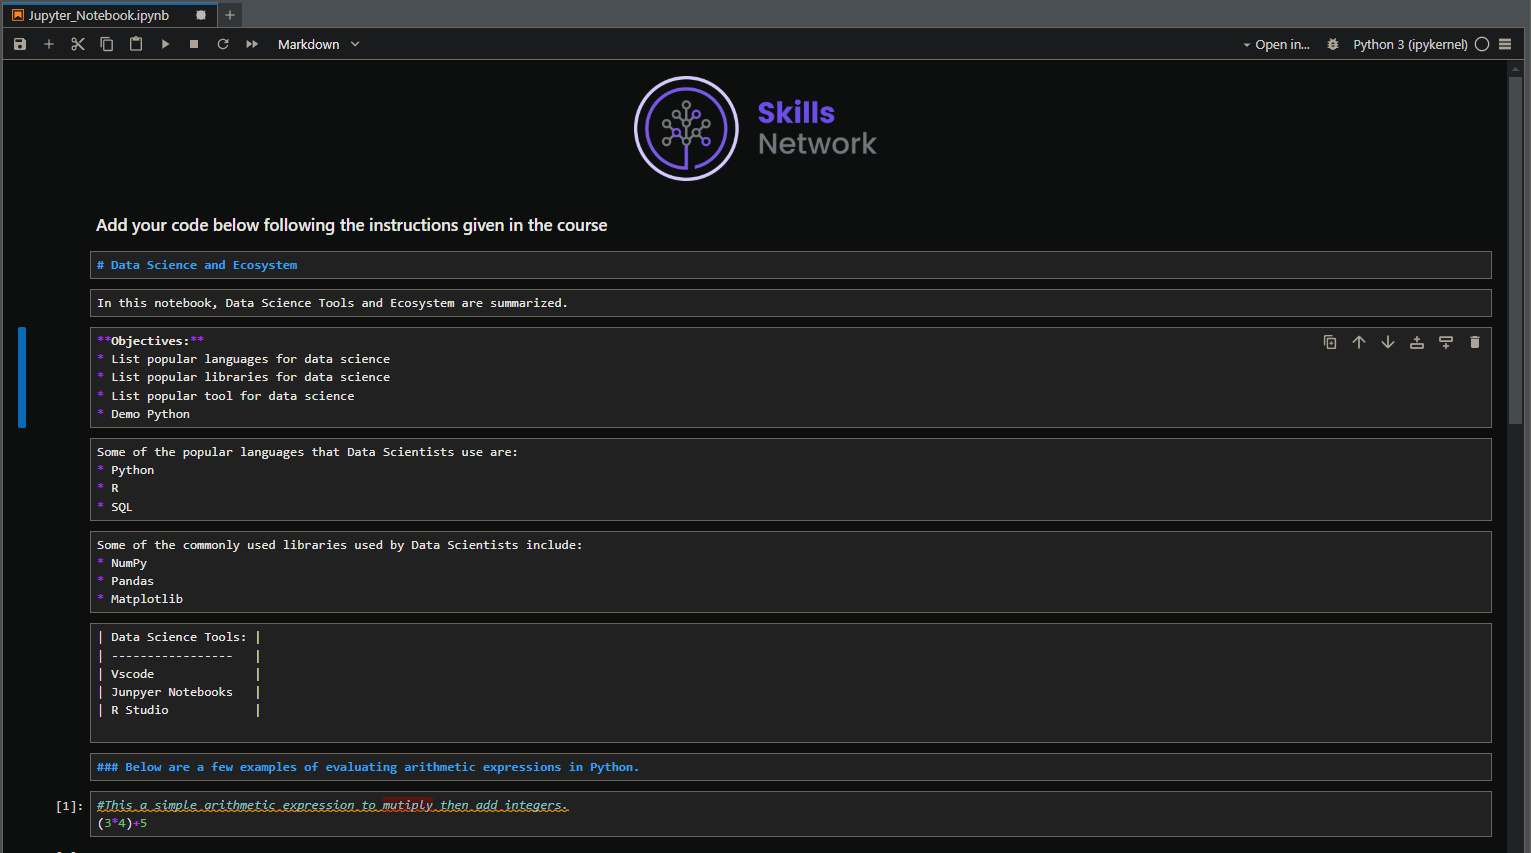 Jupyter_Notebook.ipynb
Markdown
Open in...
Python 3 (ipykernel)
Skills
Network
Add your code below following the instructions given in the course
# Data Science and Ecosystem
In this notebook, Data Science Tools and Ecosystem are summarized.
**Objectives:**
* List popular languages for data science
* List popular libraries for data science
* List popular tool for data science
* Demo Python
Some of the popular languages that Data Scientists use are:
* Python
* R
* SQL
Some of the commonly used libraries used by Data Scientists include:
* NumPy
* Pandas
* Matplotlib
| Data Science Tools: |
| ----------------- |
| Vscode |
| Junpyer Notebooks |
| R Studio |
### Below are a few examples of evaluating arithmetic expressions in Python.
[1]: #This a simple arithmetic expression to mutiply then add integers.
(3*4)+5